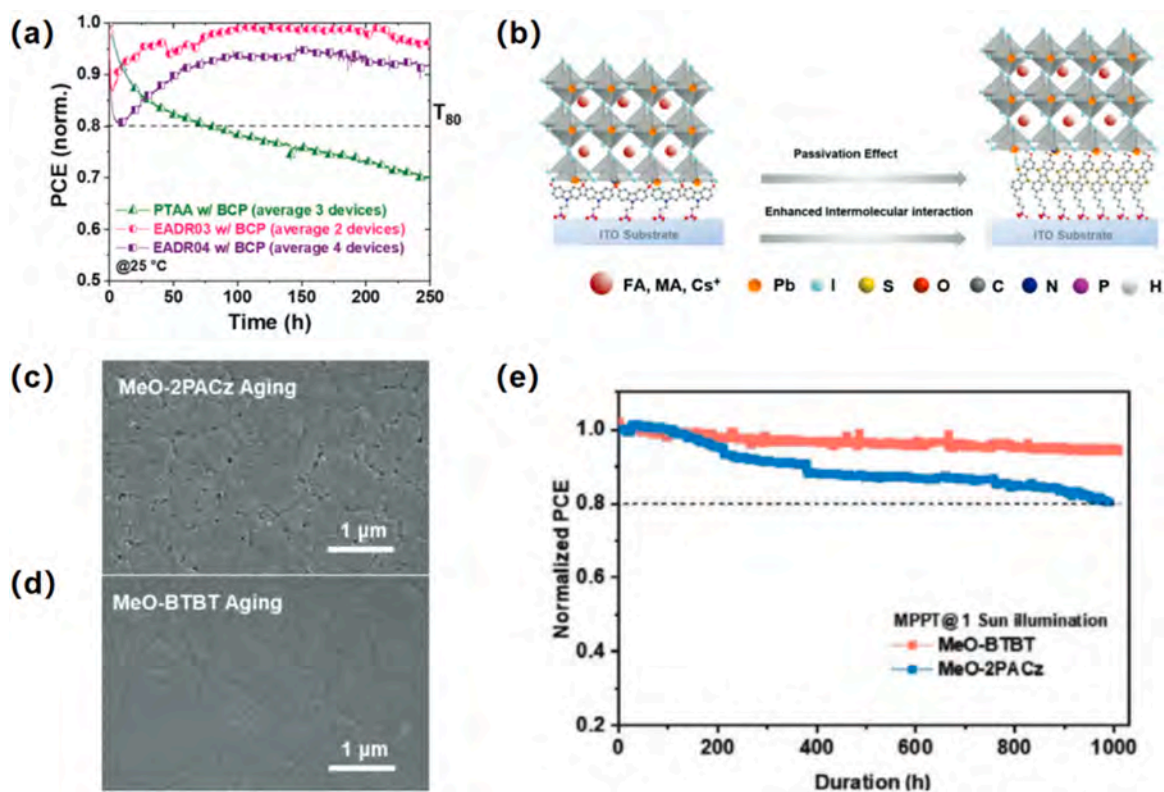 (a)
1.0
0.9
0.8
0.7
0.6
0.5
PCE (norm.)
T80
PTAA w/ BCP (average 3 devices)
EADR03 w/ BCP (average 2 devices)
EADR04 w/ BCP (average 4 devices)
@25 °C
0 50 100 150 200 250
Time (h)
(b)
Passivation Effect
Enhanced Intermolecular interaction
ITO Substrate
ITO Substrate
FA, MA, Cs+ Pb I S O C N P H
(c)
MeO-2PACz Aging
1 μm
(d)
MeO-BTBT Aging
1 μm
(e)
1.0
0.8
0.6
0.4
0.2
Normalized PCE
MPPT@1 Sun illumination
MeO-BTBT
MeO-2PACz
0 200 400 600 800 1000
Duration (h)